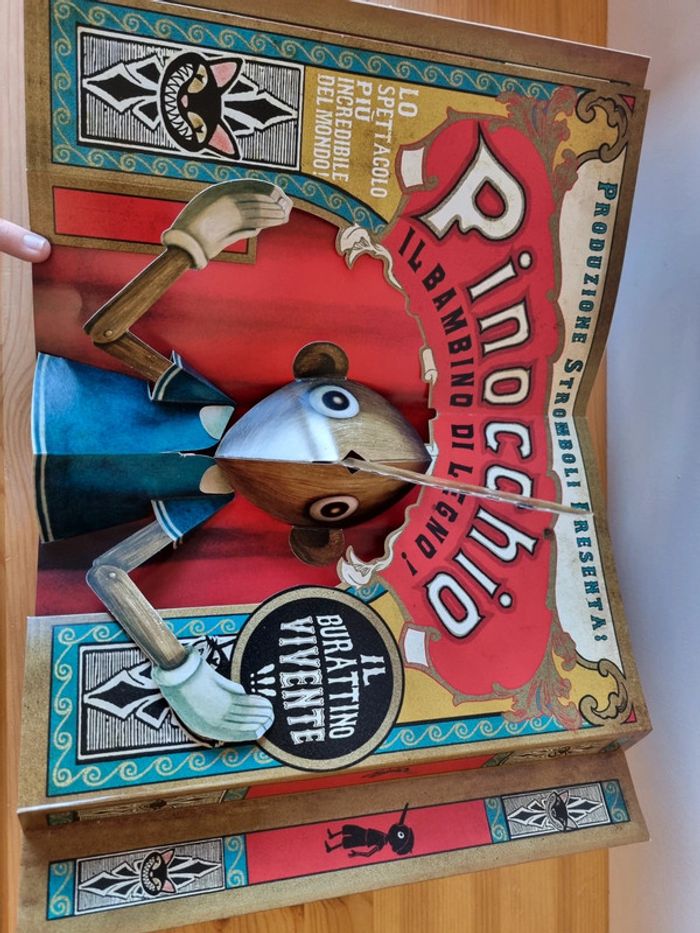 PRODUZIONE STROMBOLI PRESENTA:
PINOCCHIO
IL BAMBINO DI LEGNO!
LO
SPETTACOLO
PIÙ
INCREDIBILE
DEL MONDO!
IL
BURATTINO
VIVENTE
!!!